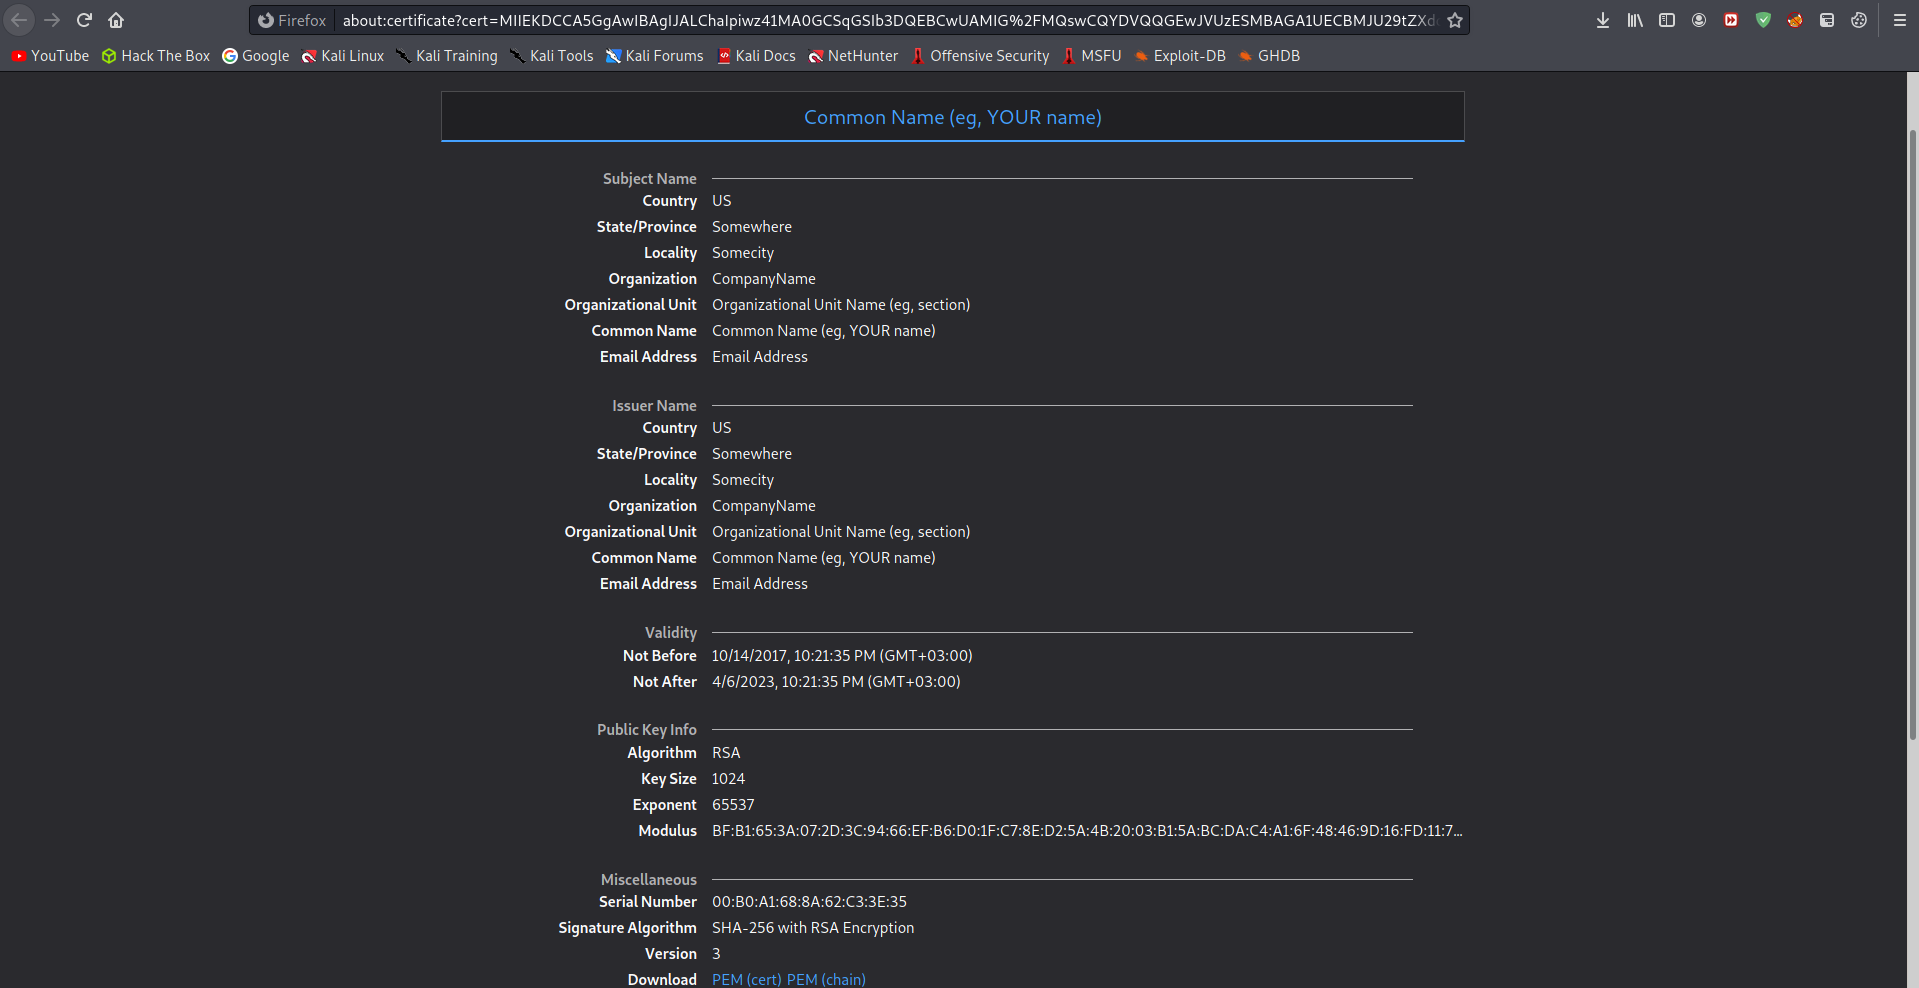 Firefox about:certificate?cert=MIIEKDCCA5GgAwIBAgIJALChaIpiwz41MA0GCSqGSIb3DQEBCwUAMIG%2FMQswCQYDVQQGEwJVUzESMBAGA1UECBMJU29tZXd
YouTube Hack The Box Google Kali Linux Kali Training Kali Tools Kali Forums Kali Docs NetHunter Offensive Security MSFU Exploit-DB GHDB
Common Name (eg, YOUR name)
Subject Name
Country US
State/Province Somewhere
Locality Somecity
Organization CompanyName
Organizational Unit Organizational Unit Name (eg, section)
Common Name Common Name (eg, YOUR name)
Email Address Email Address
Issuer Name
Country US
State/Province Somewhere
Locality Somecity
Organization CompanyName
Organizational Unit Organizational Unit Name (eg, section)
Common Name Common Name (eg, YOUR name)
Email Address Email Address
Validity
Not Before 10/14/2017, 10:21:35 PM (GMT+03:00)
Not After 4/6/2023, 10:21:35 PM (GMT+03:00)
Public Key Info
Algorithm RSA
Key Size 1024
Exponent 65537
Modulus BF:B1:65:3A:07:2D:3C:94:66:EF:B6:D0:1F:C7:8E:D2:5A:4B:20:03:B1:5A:BC:DA:C4:A1:6F:48:46:9D:16:FD:11:7...
Miscellaneous
Serial Number 00:B0:A1:68:8A:62:C3:3E:35
Signature Algorithm SHA-256 with RSA Encryption
Version 3
Download PEM (cert) PEM (chain)